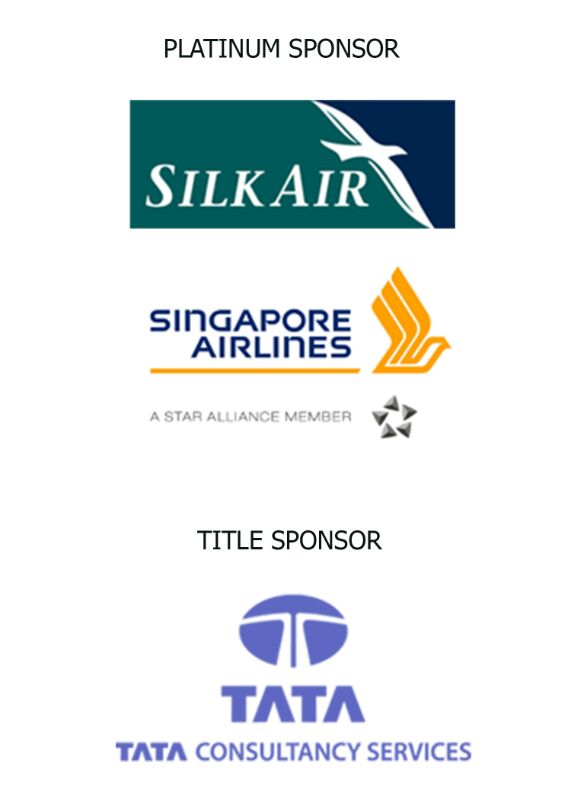 PLATINUM SPONSOR
SILKAIR
SINGAPORE
AIRLINES
A STAR ALLIANCE MEMBER
TITLE SPONSOR
TATA
TATA CONSULTANCY SERVICES